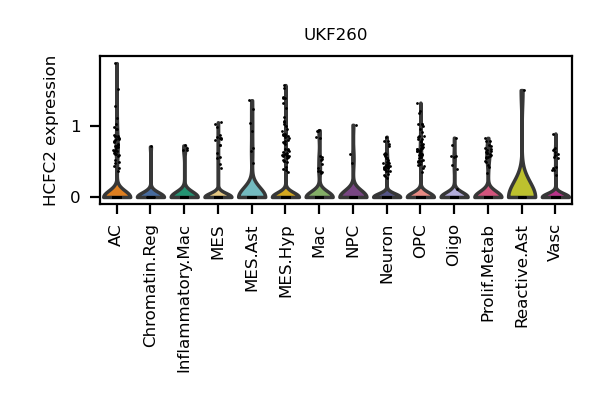 UKF260
HCFC2 expression
1
0
AC
Chromatin.Reg
Inflammatory.Mac
MES
MES.Ast
MES.Hyp
Mac
NPC
Neuron
OPC
Oligo
Prolif.Metab
Reactive.Ast
Vasc